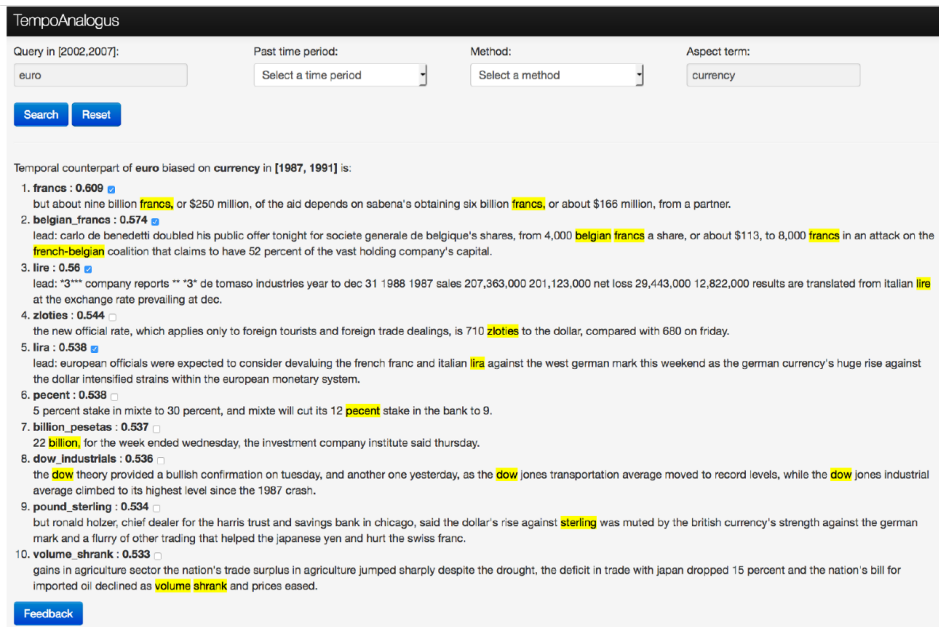 TempoAnalogus
Query in [2002,2007]: Past time period: Method: Aspect term:
euro Select a time period Select a method currency
Search Reset
Temporal counterpart of euro biased on currency in [1987, 1991] is:
1. francs : 0.609
but about nine billion francs, or $250 million, of the aid depends on sabena's obtaining six billion francs, or about $166 million, from a partner.
2. belgian_francs : 0.574
lead: carlo de benedetti doubled his public offer tonight for societe generale de belgique's shares, from 4,000 belgian francs a share, or about $113, to 8,000 francs in an attack on the
french-belgian coalition that claims to have 52 percent of the vast holding company's capital.
3. lire : 0.56
lead: *3*** company reports ** *3* de tomaso industries year to dec 31 1988 1987 sales 207,363,000 201,123,000 net loss 29,443,000 12,822,000 results are translated from italian lire
at the exchange rate prevailing at dec.
4. zloties : 0.544
the new official rate, which applies only to foreign tourists and foreign trade dealings, is 710 zloties to the dollar, compared with 680 on friday.
5. lira : 0.538
lead: european officials were expected to consider devaluing the french franc and italian lira against the west german mark this weekend as the german currency's huge rise against
the dollar intensified strains within the european monetary system.
6. pecent : 0.538
5 percent stake in mixte to 30 percent, and mixte will cut its 12 pecent stake in the bank to 9.
7. billion_pesetas : 0.537
22 billion, for the week ended wednesday, the investment company institute said thursday.
8. dow_industrials : 0.536
the dow theory provided a bullish confirmation on tuesday, and another one yesterday, as the dow jones transportation average moved to record levels, while the dow jones industrial
average climbed to its highest level since the 1987 crash.
9. pound_sterling : 0.534
but ronald holzer, chief dealer for the harris trust and savings bank in chicago, said the dollar's rise against sterling was muted by the british currency's strength against the german
mark and a flurry of other trading that helped the japanese yen and hurt the swiss franc.
10. volume_shrank : 0.533
gains in agriculture sector the nation's trade surplus in agriculture jumped sharply despite the drought, the deficit in trade with japan dropped 15 percent and the nation's bill for
imported oil declined as volume shrank and prices eased.
Feedback